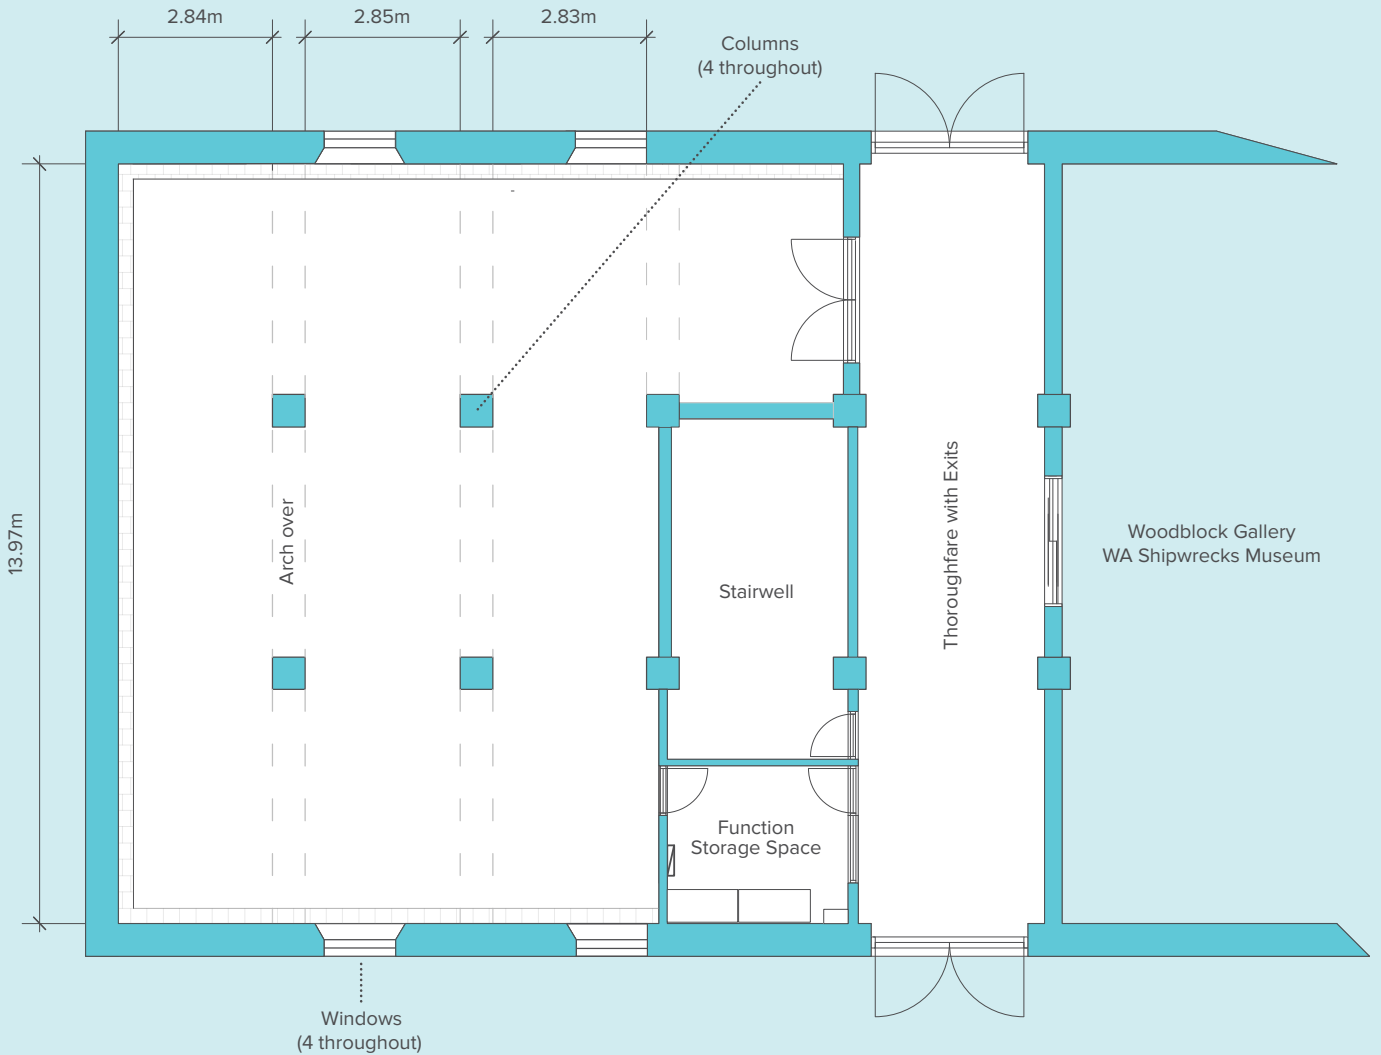 2.84m
2.85m
2.83m
Columns
(4 throughout)
13.97m
Arch over
Stairwell
Thoroughfare with Exits
Woodblock Gallery
WA Shipwrecks Museum
Function
Storage Space
Windows
(4 throughout)